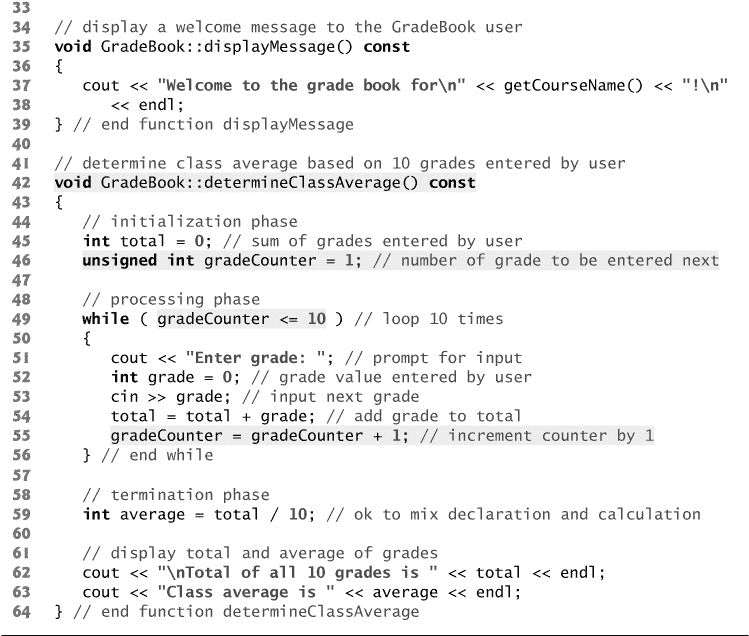 33
34 // display a welcome message to the GradeBook user
35 void GradeBook::displayMessage() const
36 {
37 cout << "Welcome to the grade book for\n" << getCourseName() << "!\n"
38 << endl;
39 } // end function displayMessage
40
41 // determine class average based on 10 grades entered by user
42 void GradeBook::determineClassAverage() const
43 {
44 // initialization phase
45 int total = 0; // sum of grades entered by user
46 unsigned int gradeCounter = 1; // number of grade to be entered next
47
48 // processing phase
49 while ( gradeCounter <= 10 ) // loop 10 times
50 {
51 cout << "Enter grade: "; // prompt for input
52 int grade = 0; // grade value entered by user
53 cin >> grade; // input next grade
54 total = total + grade; // add grade to total
55 gradeCounter = gradeCounter + 1; // increment counter by 1
56 } // end while
57
58 // termination phase
59 int average = total / 10; // ok to mix declaration and calculation
60
61 // display total and average of grades
62 cout << "\nTotal of all 10 grades is " << total << endl;
63 cout << "Class average is " << average << endl;
64 } // end function determineClassAverage